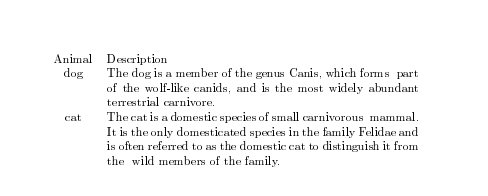 Animal Description
dog The dog is a member of the genus Canis, which forms part
of the wolf-like canids, and is the most widely abundant
terrestrial carnivore.
cat The cat is a domestic species of small carnivorous mammal.
It is the only domesticated species in the family Felidae and
is often referred to as the domestic cat to distinguish it from
the wild members of the family.